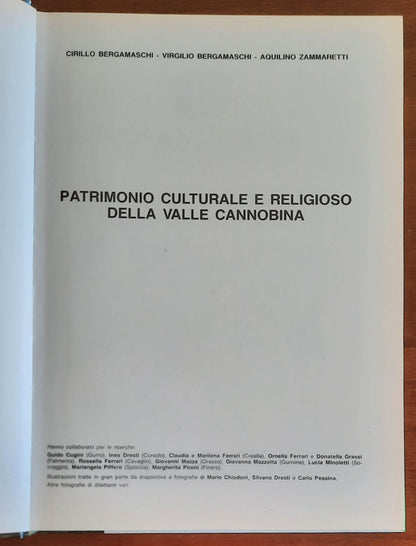 CIRILLO BERGAMASCHI - VIRGILIO BERGAMASCHI - AQUILINO ZAMMARETTI
PATRIMONIO CULTURALE E RELIGIOSO
DELLA VALLE CANNOBINA
Hanno collaborato per le ricerche:
Guido Cugini (Gurro), Ines Dresti (Cursolo), Claudia e Marilena Ferrari (Crealla), Ornella Ferrari e Donatella Grassi
(Falmenta), Rossella Ferrari (Cavaglio), Giovanni Mazza (Orasso), Giovanna Mazzetta (Gurrone), Lucia Minoletti (So-
craggio), Mariangela Piffero (Spoccia), Margherita Pironi (Finero).
Illustrazioni tratte in gran parte da diapositive e fotografie di Mario Chiodoni, Silvano Dresti e Carlo Pessina.
Altre fotografie di dilettanti vari.